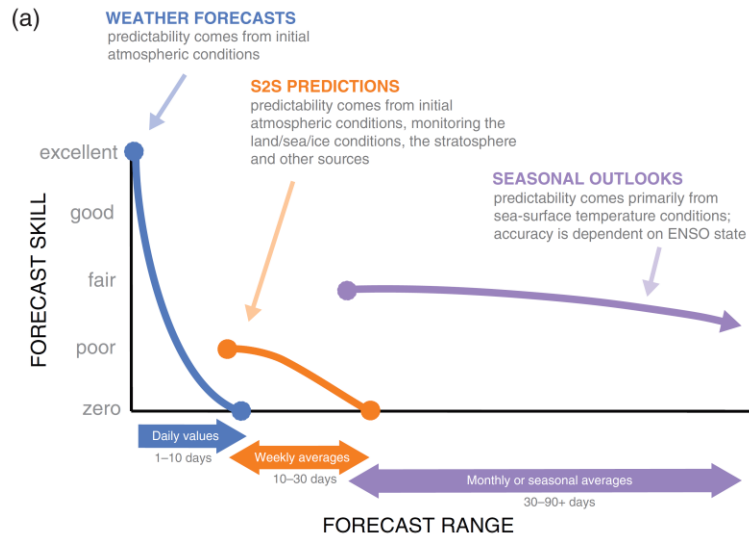 (a)
WEATHER FORECASTS
predictability comes from initial
atmospheric conditions
S2S PREDICTIONS
predictability comes from initial
atmospheric conditions, monitoring the
land/sea/ice conditions, the stratosphere
and other sources
SEASONAL OUTLOOKS
predictability comes primarily from
sea-surface temperature conditions;
accuracy is dependent on ENSO state
FORECAST SKILL
excellent
good
fair
poor
zero
Daily values
1–10 days
Weekly averages
10–30 days
Monthly or seasonal averages
30–90+ days
FORECAST RANGE